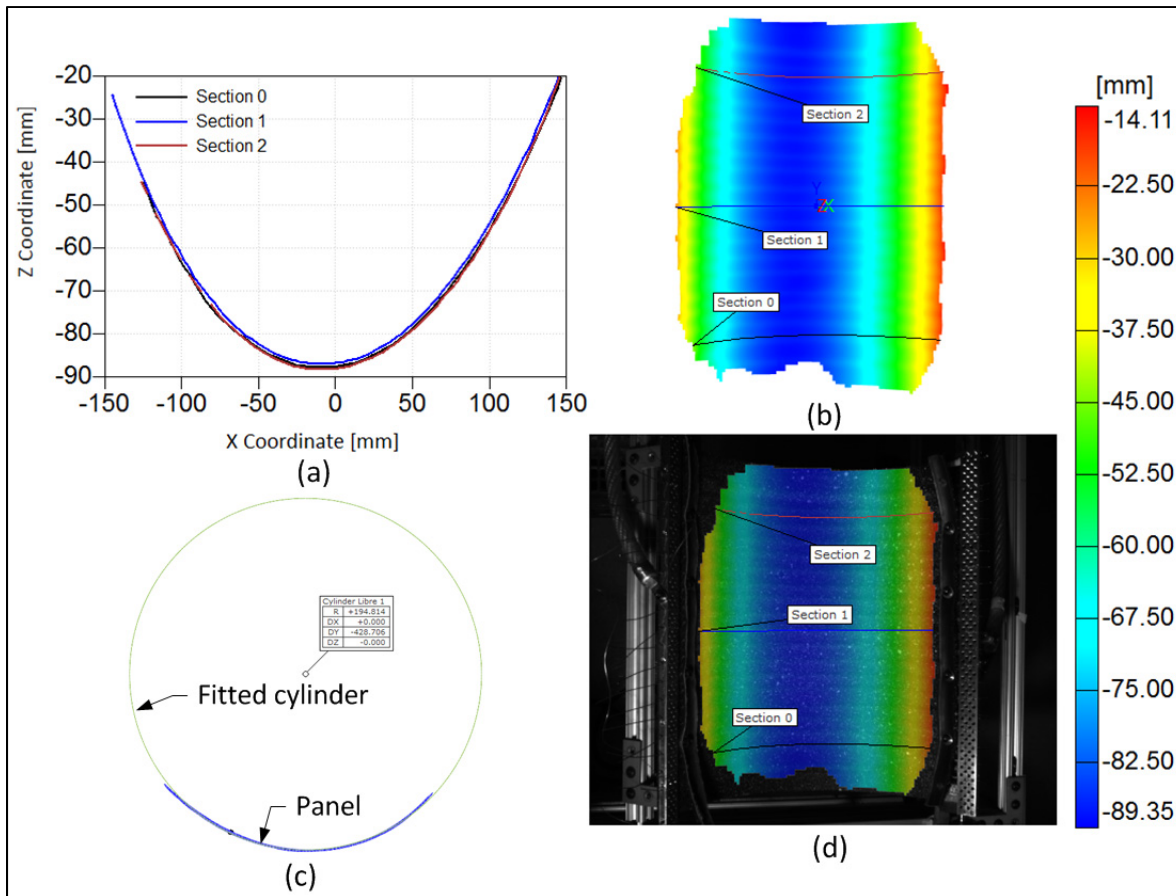 -20
-30
-40
-50
-60
-70
-80
-90
Z Coordinate [mm]
Section 0
Section 1
Section 2
-150 -100 -50 0 50 100 150
X Coordinate [mm]
(a)
Section 2
Y
X
Section 1
Section 0
(b)
[mm]
-14.11
-22.50
-30.00
-37.50
-45.00
-52.50
-60.00
-67.50
-75.00
-82.50
-89.35
Cylinder Libre 1
R +194.814
DX +0.000
DY -428.706
DZ -0.000
Fitted cylinder
Panel
(c)
Section 2
Section 1
Section 0
(d)